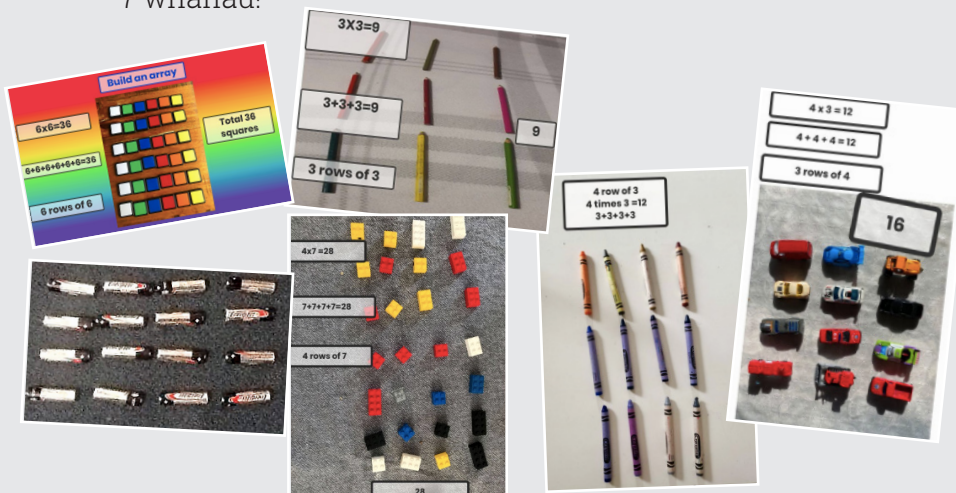 7 whānau!
Build an array
6x6=36
6+6+6+6+6+6=36
6 rows of 6
Total 36
squares
3X3=9
3+3+3=9
3 rows of 3
9
4x7=28
7+7+7+7=28
4 rows of 7
28
4 row of 3
4 times 3 =12
3+3+3+3
4 x 3 = 12
4 + 4 + 4 = 12
3 rows of 4
16